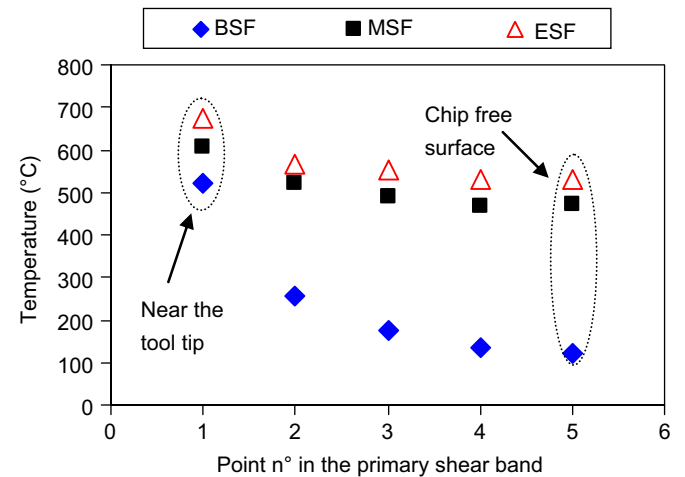 BSF MSF ESF
800
700
600
500
400
300
200
100
0
Temperature (°C)
Chip free
surface
Near the
tool tip
0 1 2 3 4 5 6
Point n° in the primary shear band